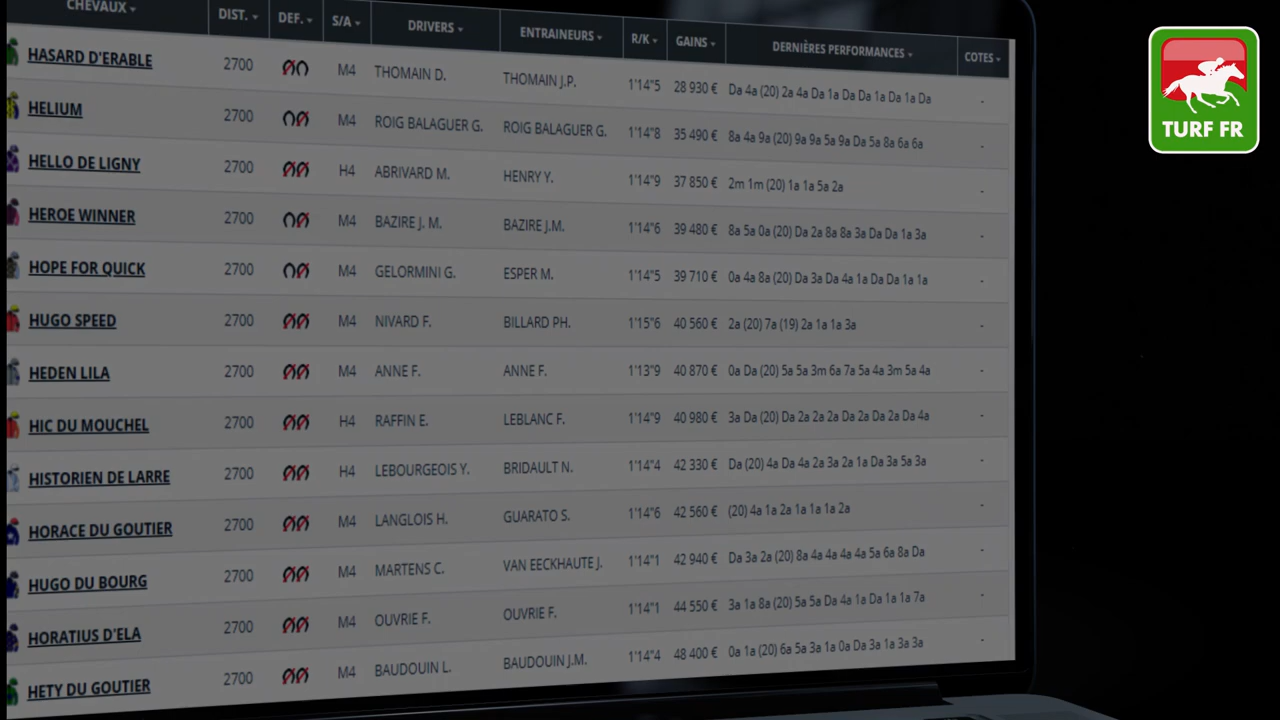 CHEVAUX DIST. DEF. S/A DRIVERS ENTRAINEURS R/K GAINS DERNIÈRES PERFORMANCES COTES
HASARD D'ERABLE 2700 M4 THOMAIN D. THOMAIN J.P. 1'14"5 28 930 € Da 4a (20) 2a 4a Da 1a Da Da 1a Da 1a Da -
HELIUM 2700 M4 ROIG BALAGUER G. ROIG BALAGUER G. 1'14"8 35 490 € 8a 4a 9a (20) 9a 9a 5a 9a Da 5a 8a 6a 6a -
HELLO DE LIGNY 2700 H4 ABRIVARD M. HENRY Y. 1'14"9 37 850 € 2m 1m (20) 1a 1a 5a 2a -
HEROE WINNER 2700 M4 BAZIRE J. M. BAZIRE J.M. 1'14"6 39 480 € 8a 5a 0a (20) Da 2a 8a 8a 3a Da Da 1a 3a -
HOPE FOR QUICK 2700 M4 GELORMINI G. ESPER M. 1'14"5 39 710 € 0a 4a 8a (20) Da 3a Da 4a 1a Da Da 1a 1a -
HUGO SPEED 2700 M4 NIVARD F. BILLARD PH. 1'15"6 40 560 € 2a (20) 7a (19) 2a 1a 1a 3a -
HEDEN LILA 2700 M4 ANNE F. ANNE F. 1'13"9 40 870 € 0a Da (20) 5a 5a 3m 6a 7a 5a 4a 3m 5a 4a -
HIC DU MOUCHEL 2700 H4 RAFFIN E. LEBLANC F. 1'14"9 40 980 € 3a Da (20) Da 2a 2a 2a Da 2a Da 2a Da 4a -
HISTORIEN DE LARRE 2700 H4 LEBOURGEOIS Y. BRIDAULT N. 1'14"4 42 330 € Da (20) 4a Da 4a 2a 3a 2a 1a Da 3a 5a 3a -
HORACE DU GOUTIER 2700 M4 LANGLOIS H. GUARATO S. 1'14"6 42 560 € (20) 4a 1a 2a 1a 1a 1a 2a -
HUGO DU BOURG 2700 M4 MARTENS C. VAN EECKHAUTE J. 1'14"1 42 940 € Da 3a 2a (20) 8a 4a 4a 4a 4a 5a 6a 8a Da -
HORATIUS D'ELA 2700 M4 OUVRIE F. OUVRIE F. 1'14"1 44 550 € 3a 1a 8a (20) 5a 5a Da 4a 1a Da 1a 1a 7a -
HETY DU GOUTIER 2700 M4 BAUDOUIN L. BAUDOUIN J.M. 1'14"4 48 400 € 0a 1a (20) 6a 5a 3a 1a 0a Da 3a 1a 3a 3a -
TURF FR